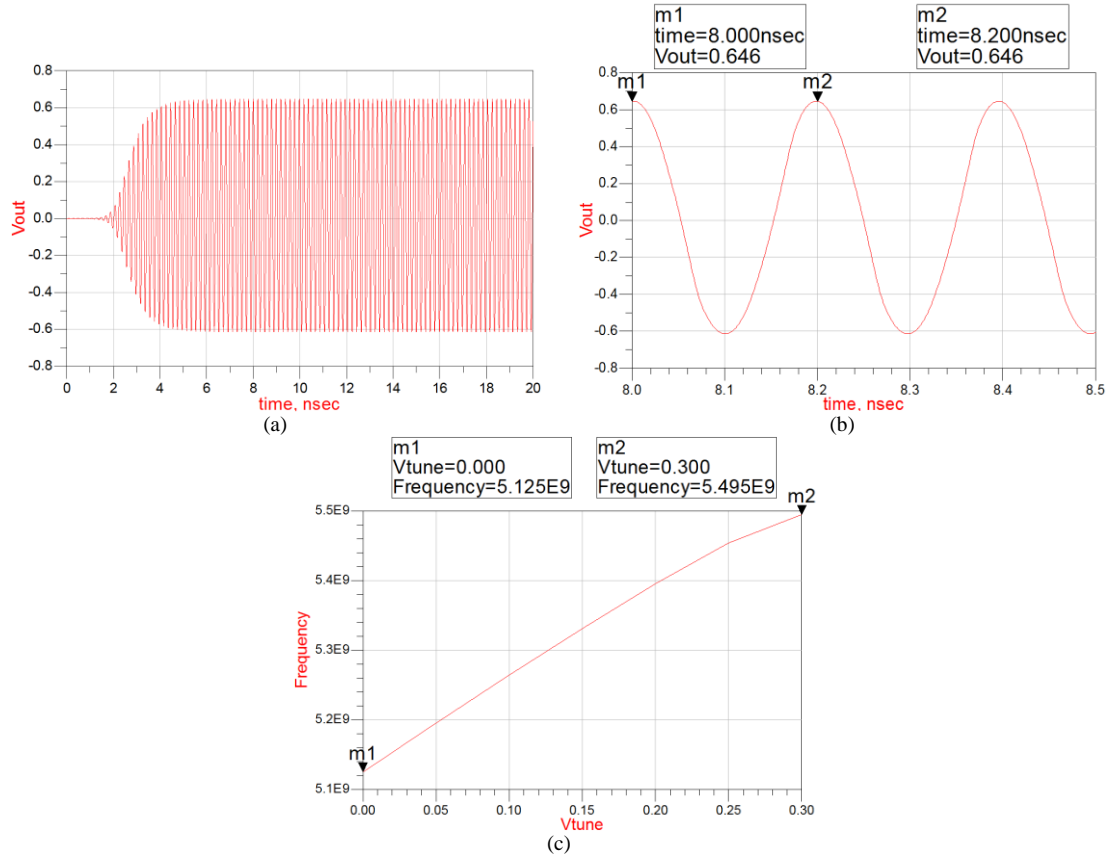 m1
time=8.000nsec
Vout=0.646
m2
time=8.200nsec
Vout=0.646
0.8
0.6
0.4
0.2
0.0
-0.2
-0.4
-0.6
-0.8
Vout
0 2 4 6 8 10 12 14 16 18 20
time, nsec
(a)
m1
m2
0.8
0.6
0.4
0.2
0.0
-0.2
-0.4
-0.6
-0.8
Vout
8.0 8.1 8.2 8.3 8.4 8.5
time, nsec
(b)
m1
Vtune=0.000
Frequency=5.125E9
m2
Vtune=0.300
Frequency=5.495E9
m2
m1
5.5E9
5.4E9
5.3E9
5.2E9
5.1E9
Frequency
0.00 0.05 0.10 0.15 0.20 0.25 0.30
Vtune
(c)